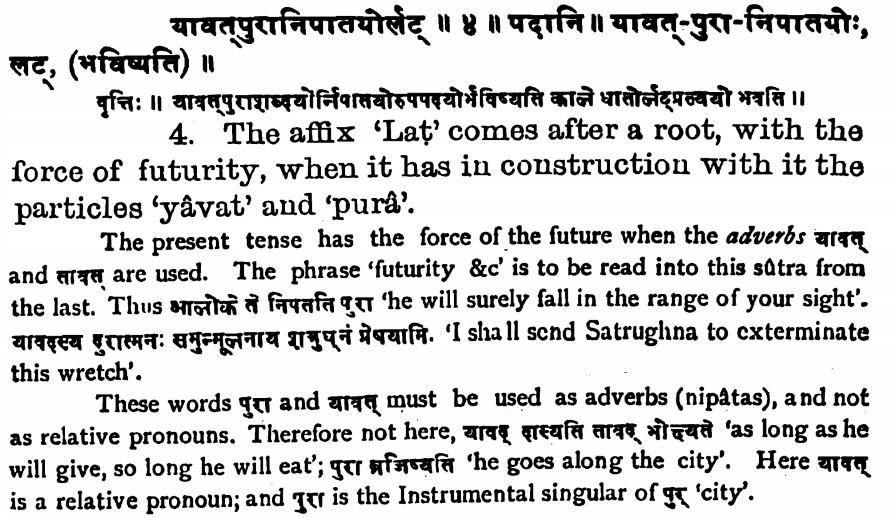 यावत्पुरानिपातयोर्लट् ॥ ४ ॥ पदानि ॥ यावत्-पुरा-निपातयोः,
लट्, (भविष्यति) ॥
वृत्तिः ॥ यावत्पुराशब्दयोर्निपातयोरुपपदयोर्भविष्यति काले धातोर्लट्प्रत्ययो भवति ॥
4. The affix ‘Laṭ’ comes after a root, with the
force of futurity, when it has in construction with it the
particles ‘yâvat’ and ‘purâ’.
The present tense has the force of the future when the adverbs यावत्
and तावत् are used. The phrase ‘futurity &c’ is to be read into this sûtra from
the last. Thus आलोके ते निपतति पुरा ‘he will surely fall in the range of your sight’.
यावदस्य दुरात्मनः समुन्मूलनाय शत्रुघ्नं प्रेषयामि. ‘I shall send Satrughna to exterminate
this wretch’.
These words पुरा and यावत् must be used as adverbs (nipâtas), and not
as relative pronouns. Therefore not here, यावद् दास्यति तावद् भोक्ष्यते ‘as long as he
will give, so long he will eat’; पुरा व्रजिष्यति ‘he goes along the city’. Here यावत्
is a relative pronoun; and पुरा is the Instrumental singular of पुर् ‘city’.